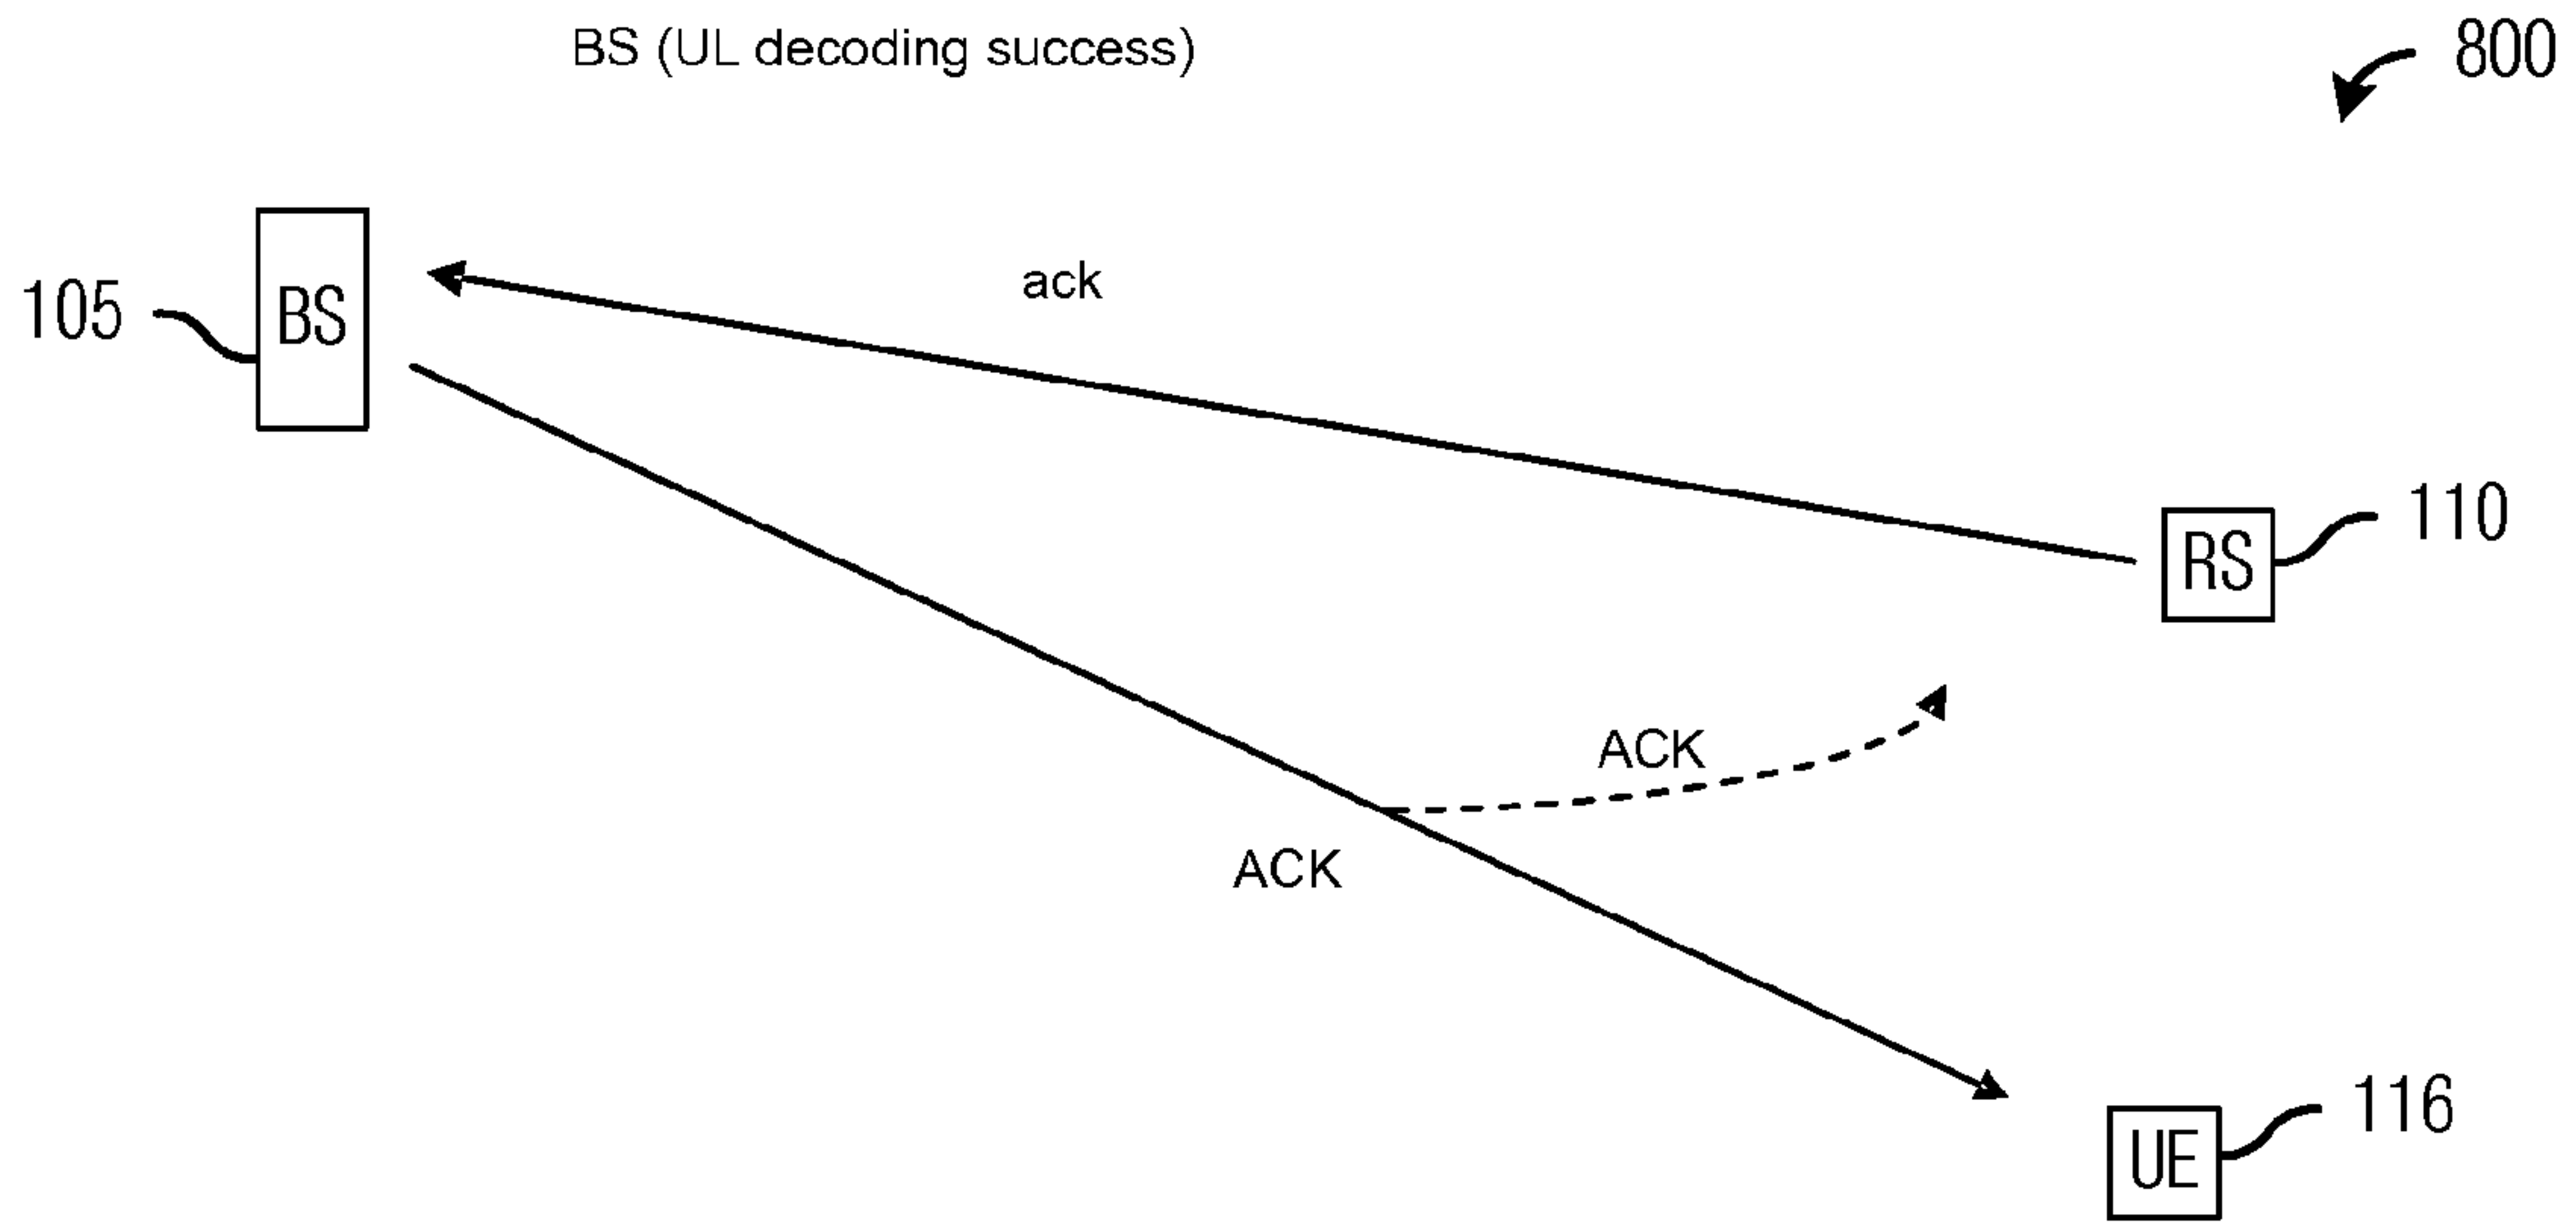 BS (UL decoding success)
800
105
BS
ack
RS
110
ACK
ACK
UE
116